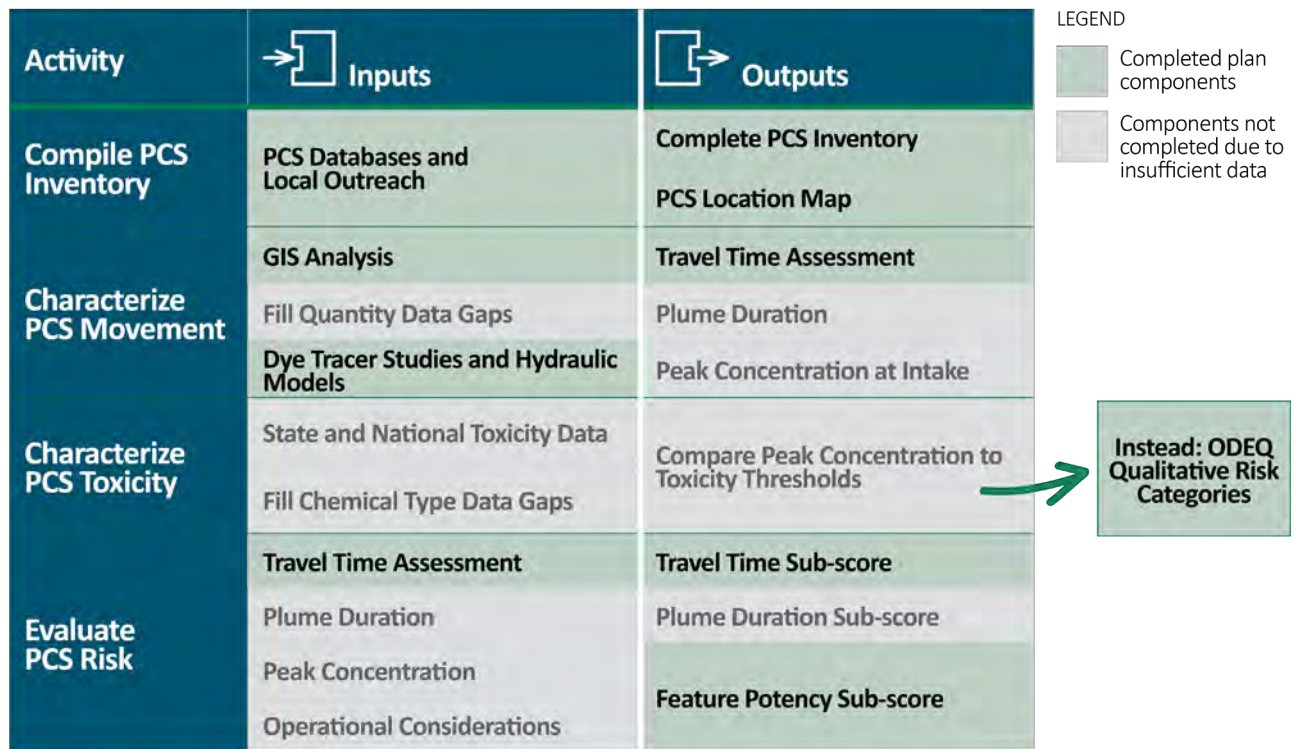 Activity
Inputs
Outputs
LEGEND
Completed plan
components
Components not
completed due to
insufficient data
Compile PCS
Inventory
PCS Databases and
Local Outreach
Complete PCS Inventory
PCS Location Map
Characterize
PCS Movement
GIS Analysis
Fill Quantity Data Gaps
Dye Tracer Studies and Hydraulic
Models
Travel Time Assessment
Plume Duration
Peak Concentration at Intake
Characterize
PCS Toxicity
State and National Toxicity Data
Fill Chemical Type Data Gaps
Compare Peak Concentration to
Toxicity Thresholds
Instead: ODEQ
Qualitative Risk
Categories
Evaluate
PCS Risk
Travel Time Assessment
Plume Duration
Peak Concentration
Operational Considerations
Travel Time Sub-score
Plume Duration Sub-score
Feature Potency Sub-score